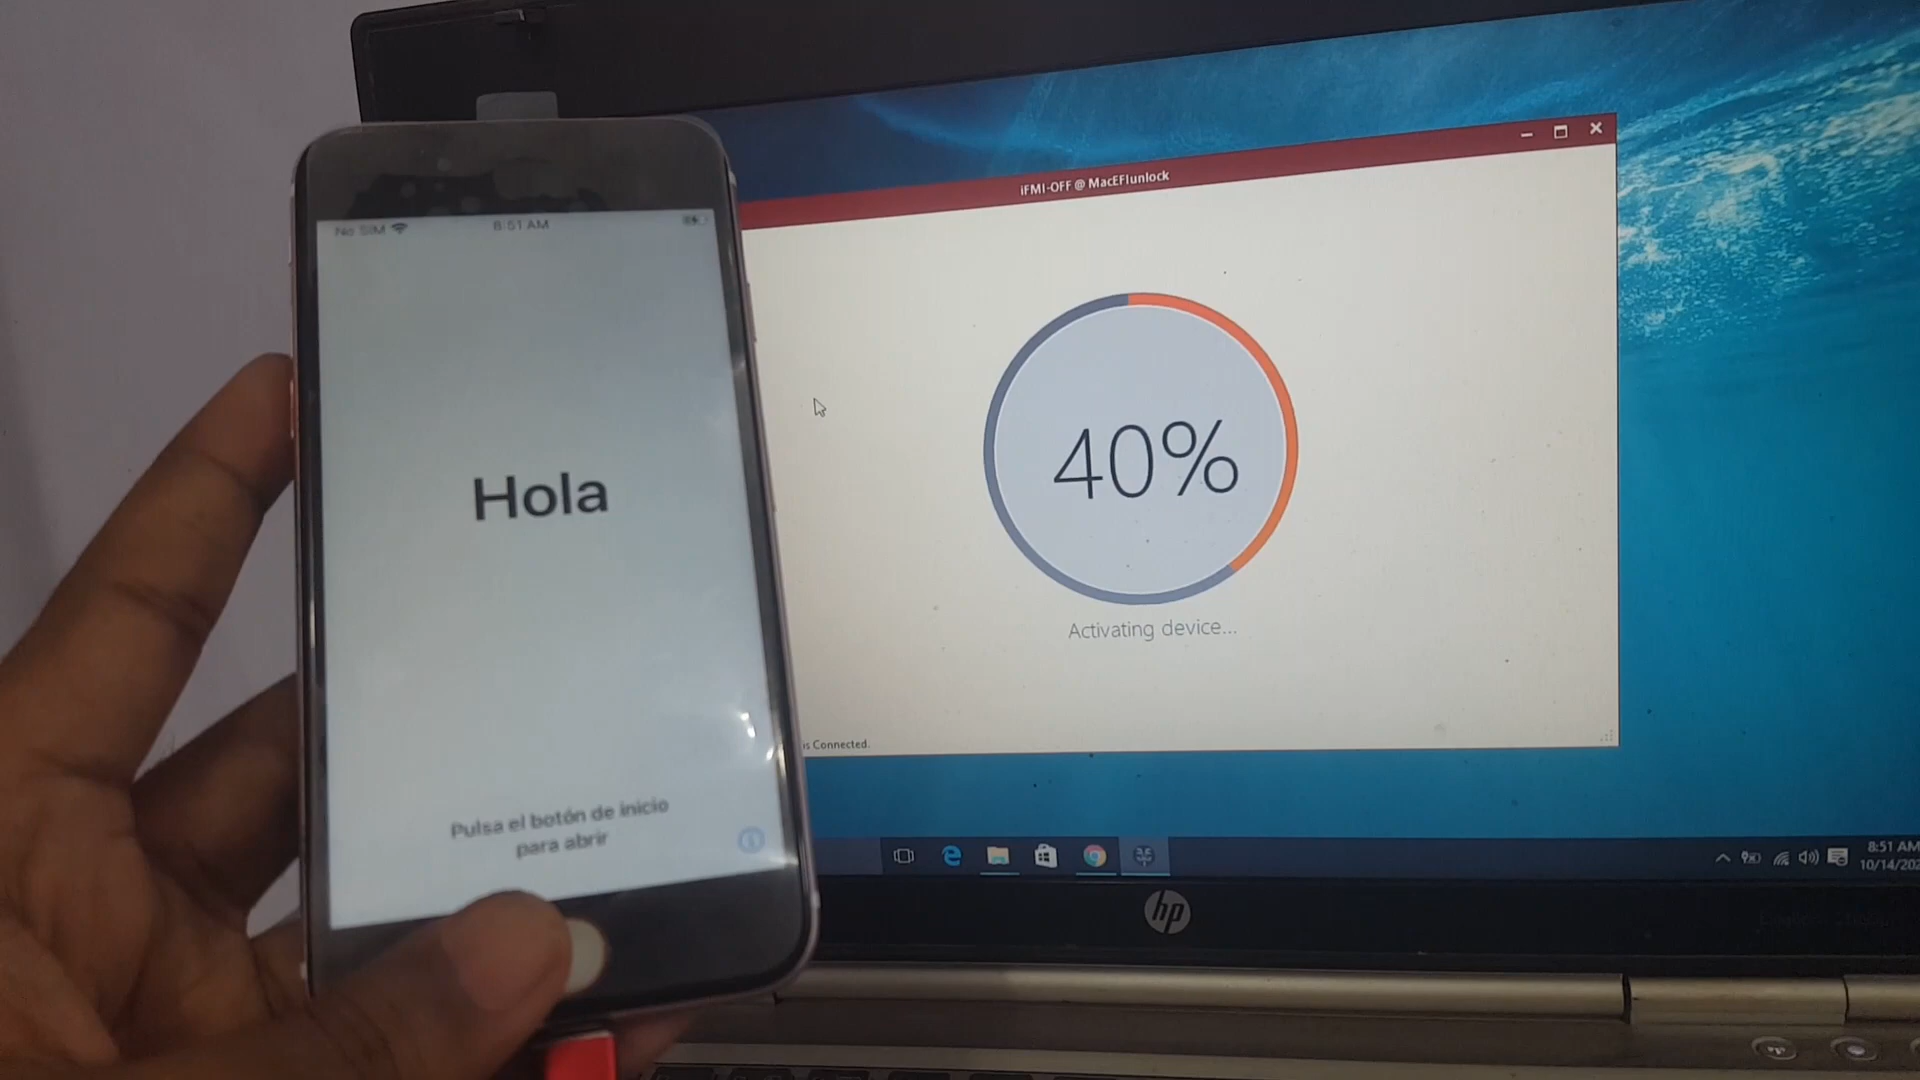 No SIM
8:51 AM
Hola
Pulsa el botón de inicio
para abrir
iFMI-OFF @ MacEFIunlock
40%
Activating device...
is Connected.
8:51 AM
hp